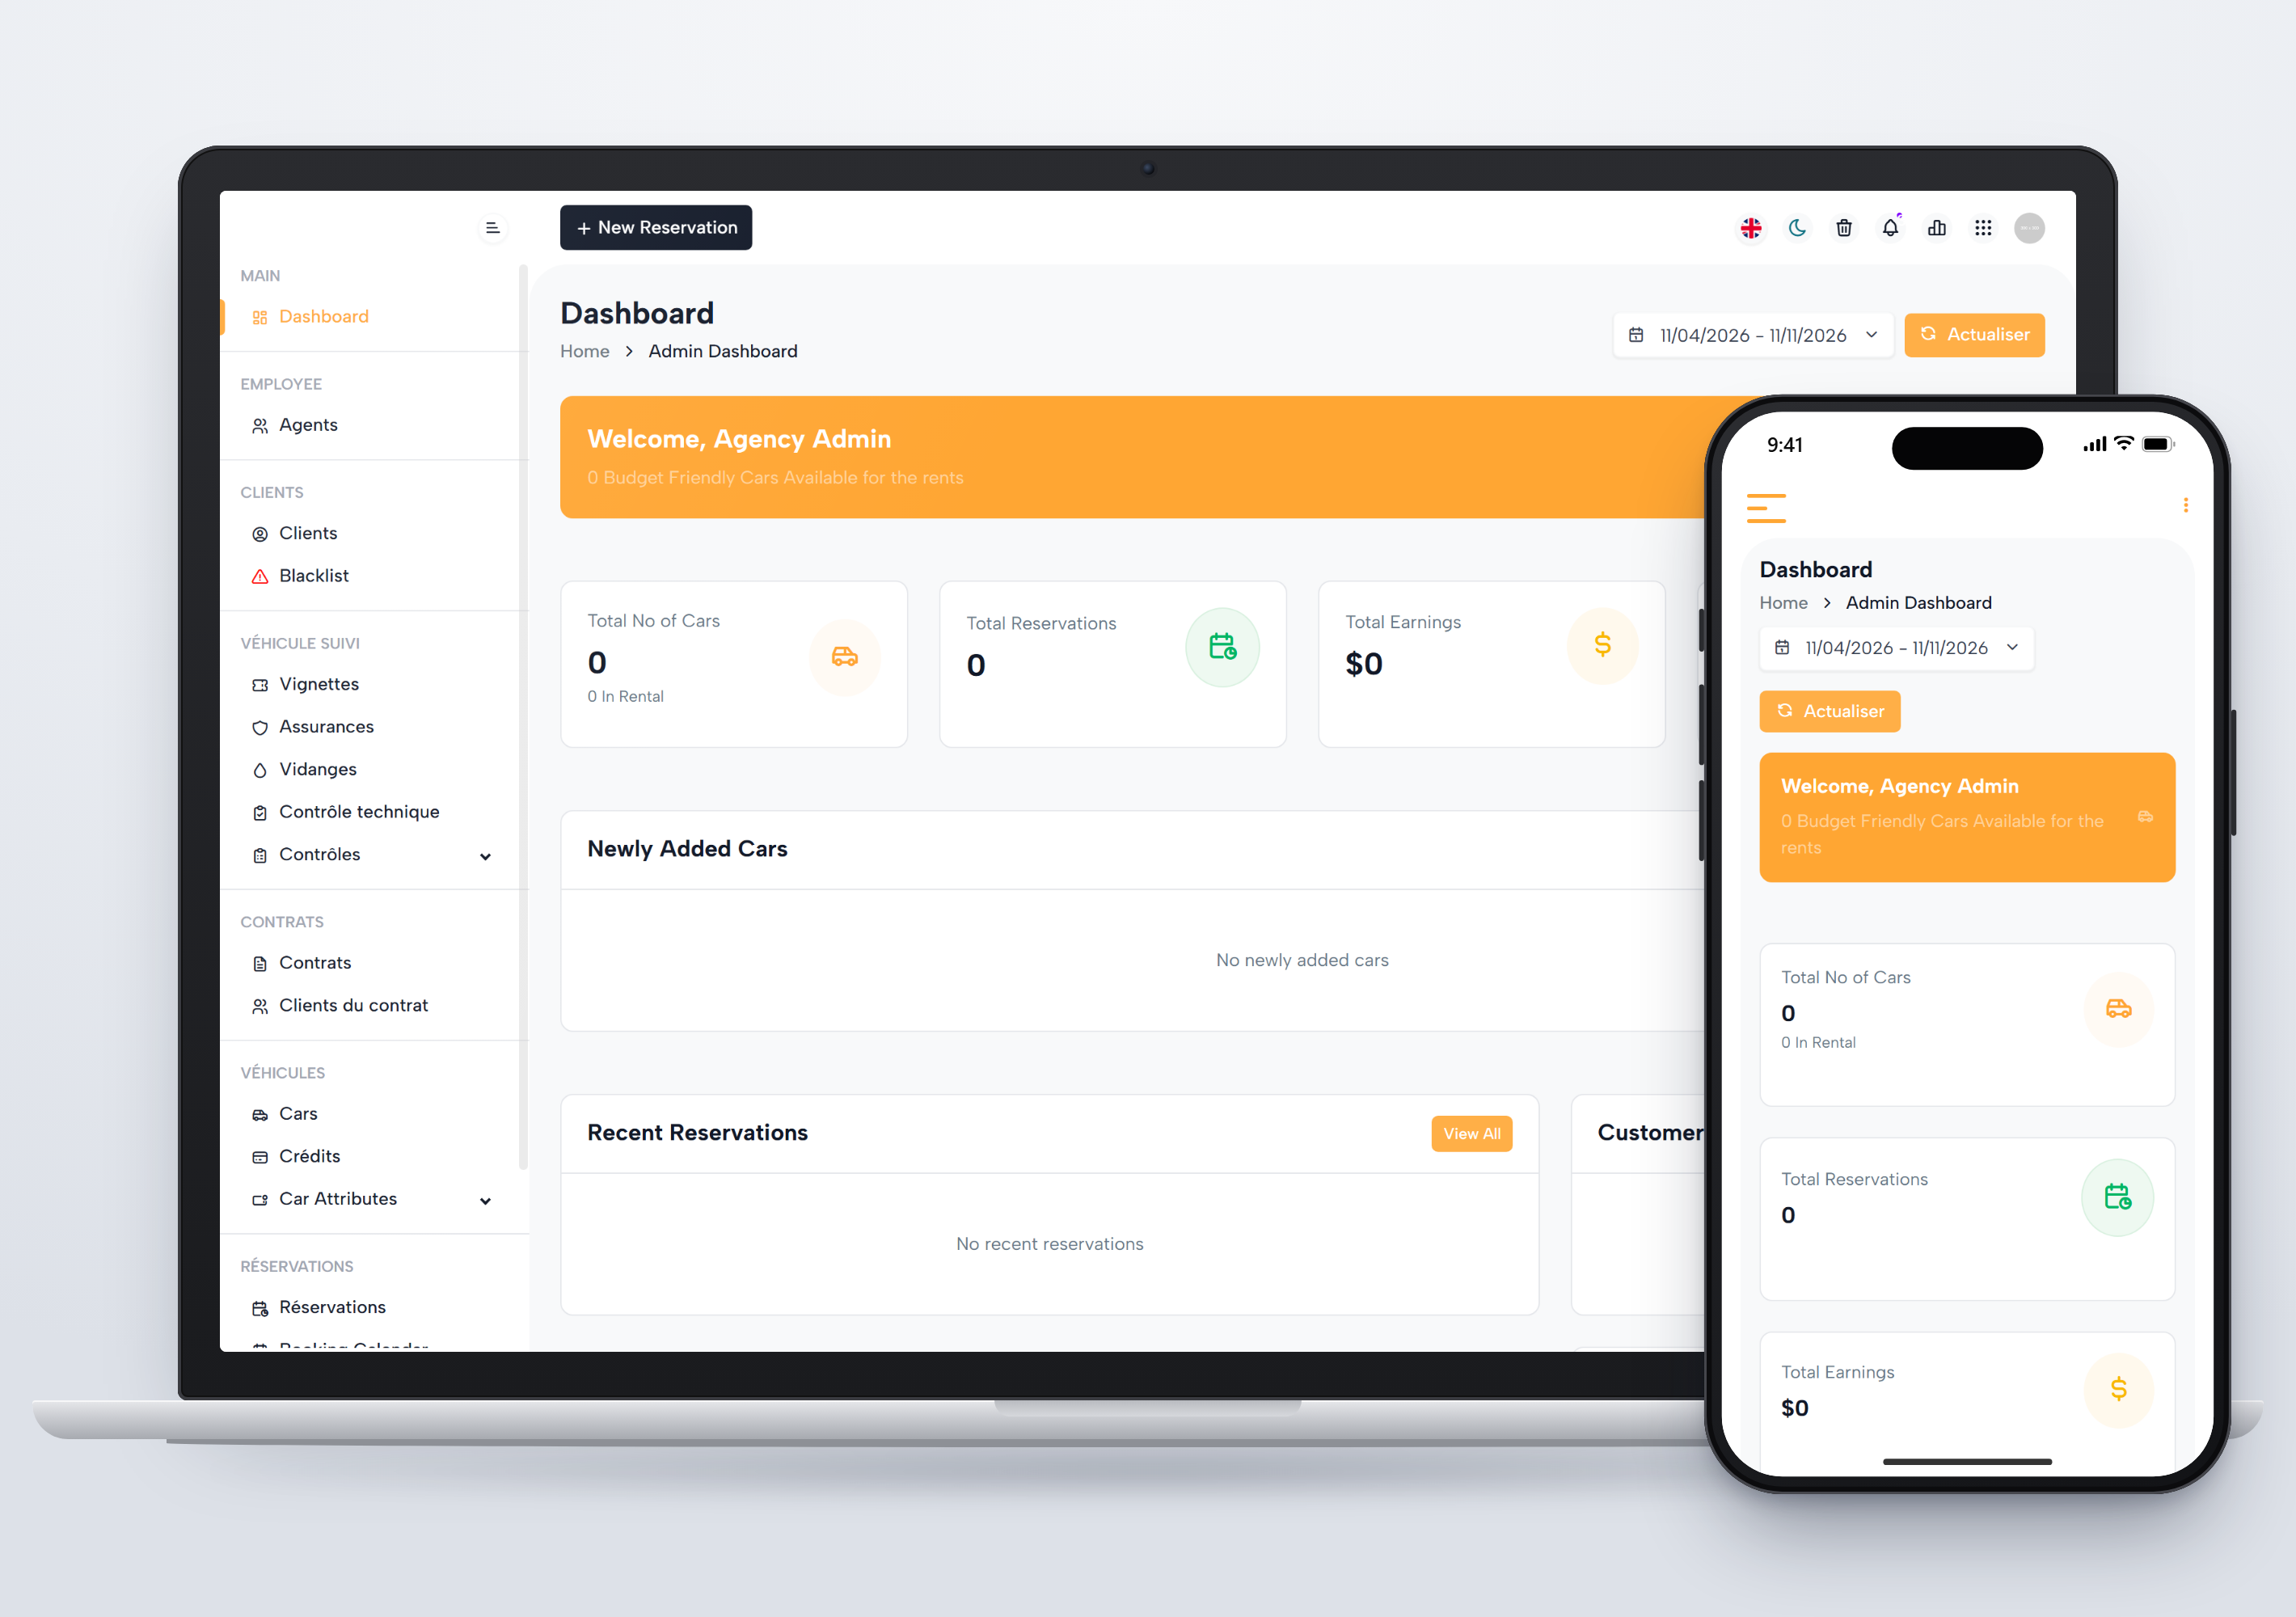 New Reservation
MAIN
Dashboard
EMPLOYEE
Agents
CLIENTS
Clients
Blacklist
VÉHICULE SUIVI
Vignettes
Assurances
Vidanges
Contrôle technique
Contrôles
CONTRATS
Contrats
Clients du contrat
VÉHICULES
Cars
Crédits
Car Attributes
RÉSERVATIONS
Réservations
Booking Calendar
Dashboard
Home > Admin Dashboard
11/04/2026 - 11/11/2026
Actualiser
Welcome, Agency Admin
0 Budget Friendly Cars Available for the rents
Total No of Cars
0
0 In Rental
Total Reservations
0
Total Earnings
$0
Newly Added Cars
No newly added cars
Recent Reservations
View All
No recent reservations
Customer
9:41
Dashboard
Home > Admin Dashboard
11/04/2026 - 11/11/2026
Actualiser
Welcome, Agency Admin
0 Budget Friendly Cars Available for the
rents
Total No of Cars
0
0 In Rental
Total Reservations
0
Total Earnings
$0